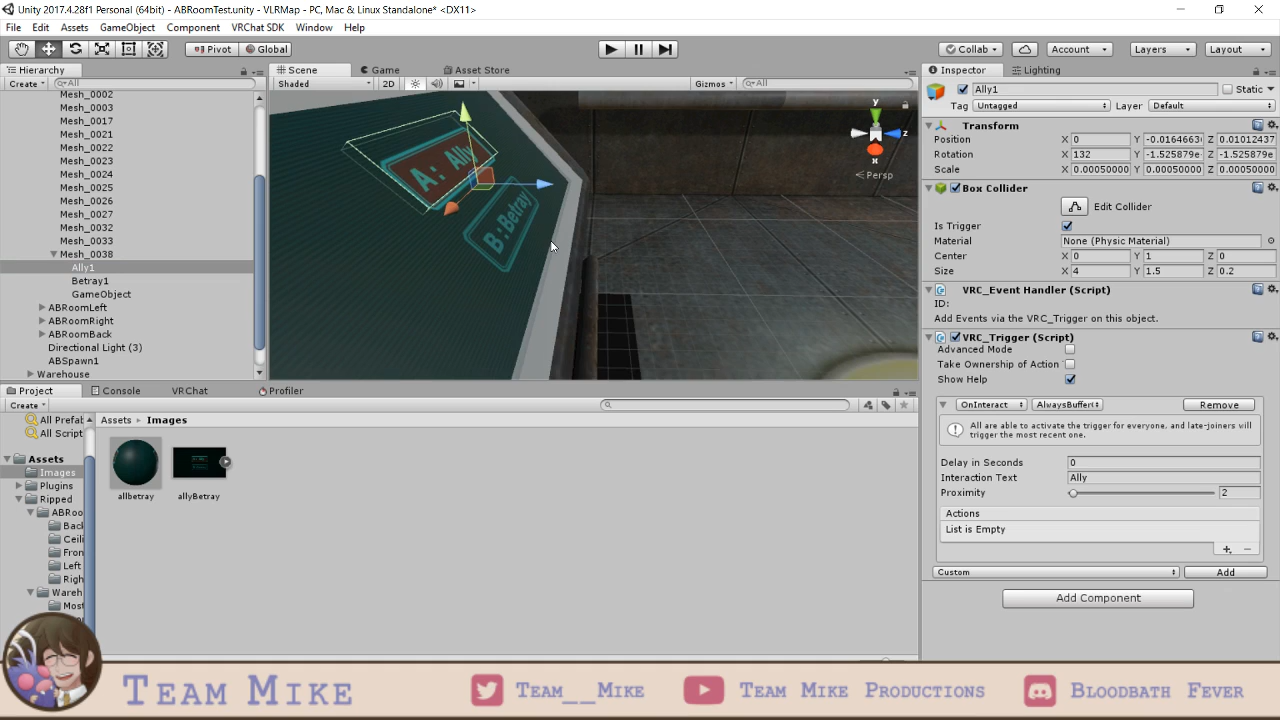 Unity 2017.4.28f1 Personal (64bit) - ABRoomTest.unity - VLRMap - PC, Mac & Linux Standalone* <DX11>
File Edit Assets GameObject Component VRChat SDK Window Help
Pivot Global Collab Account Layers Layout
Hierarchy
Create All
Mesh_0002
Mesh_0003
Mesh_0017
Mesh_0021
Mesh_0022
Mesh_0023
Mesh_0024
Mesh_0025
Mesh_0026
Mesh_0027
Mesh_0032
Mesh_0033
Mesh_0038
Ally1
Betray1
GameObject
ABRoomLeft
ABRoomRight
ABRoomBack
Directional Light (3)
ABSpawn1
Warehouse
Scene Game Asset Store
Shaded 2D Gizmos All
A: Ally
B:Betray
y
z
x
Persp
Inspector Lighting
Ally1 Static
Tag Untagged Layer Default
Transform
Position X 0 Y -0.0164663 Z 0.01012437
Rotation X 132 Y -1.525879e Z -1.525879e
Scale X 0.00050000 Y 0.00050000 Z 0.00050000
Box Collider
Edit Collider
Is Trigger
Material None (Physic Material)
Center X 0 Y 1 Z 0
Size X 4 Y 1.5 Z 0.2
VRC_Event Handler (Script)
ID:
Add Events via the VRC_Trigger on this object.
VRC_Trigger (Script)
Advanced Mode
Take Ownership of Action
Show Help
OnInteract AlwaysBuffer Remove
All are able to activate the trigger for everyone, and late-joiners will
trigger the most recent one.
Delay in Seconds 0
Interaction Text Ally
Proximity 2
Actions
List is Empty
Custom Add
Add Component
Project Console VRChat Profiler
Create
All Prefab
All Script
Assets
Images
Plugins
Ripped
ABRoo
Back
Ceili
Fron
Left
Righ
Wareh
Most
Assets Images
allbetray
allyBetray
Team Mike
Team__Mike
Team Mike Productions
Bloodbath Fever